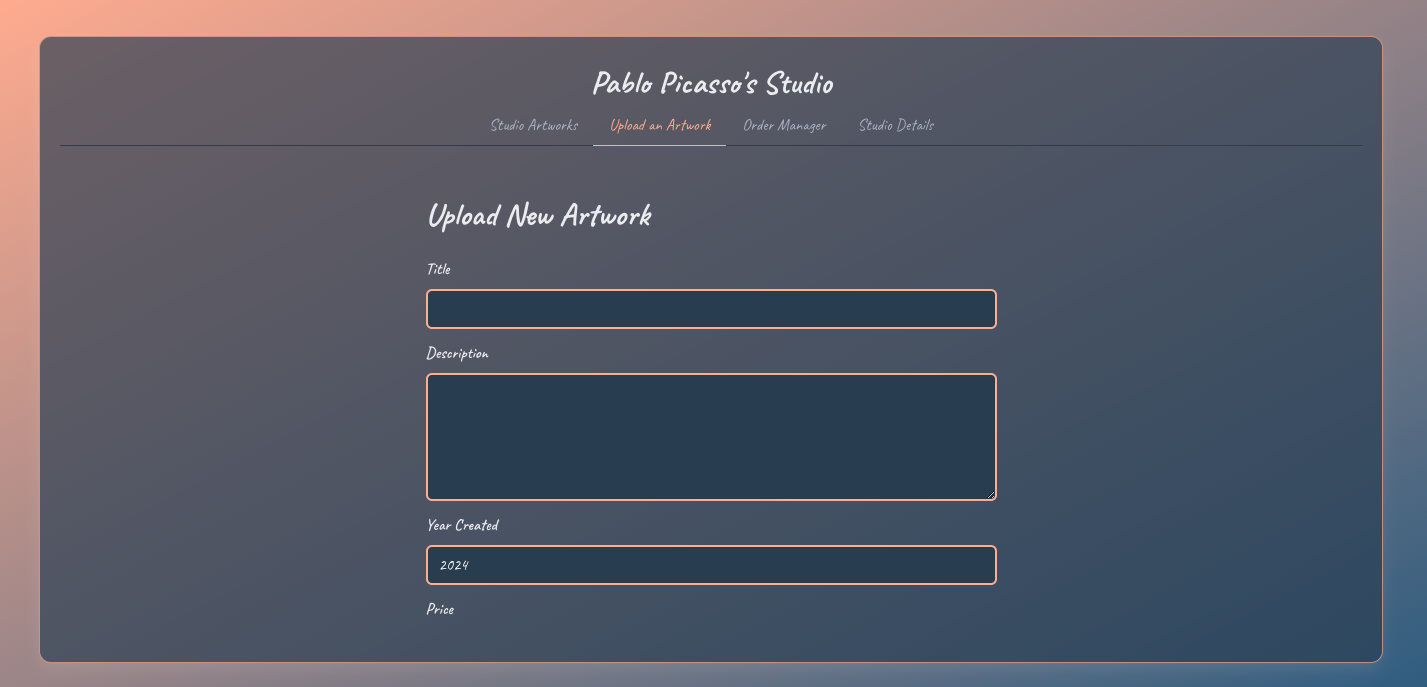 Pablo Picasso's Studio
Studio Artworks Upload an Artwork Order Manager Studio Details
Upload New Artwork
Title
Description
Year Created
2024
Price